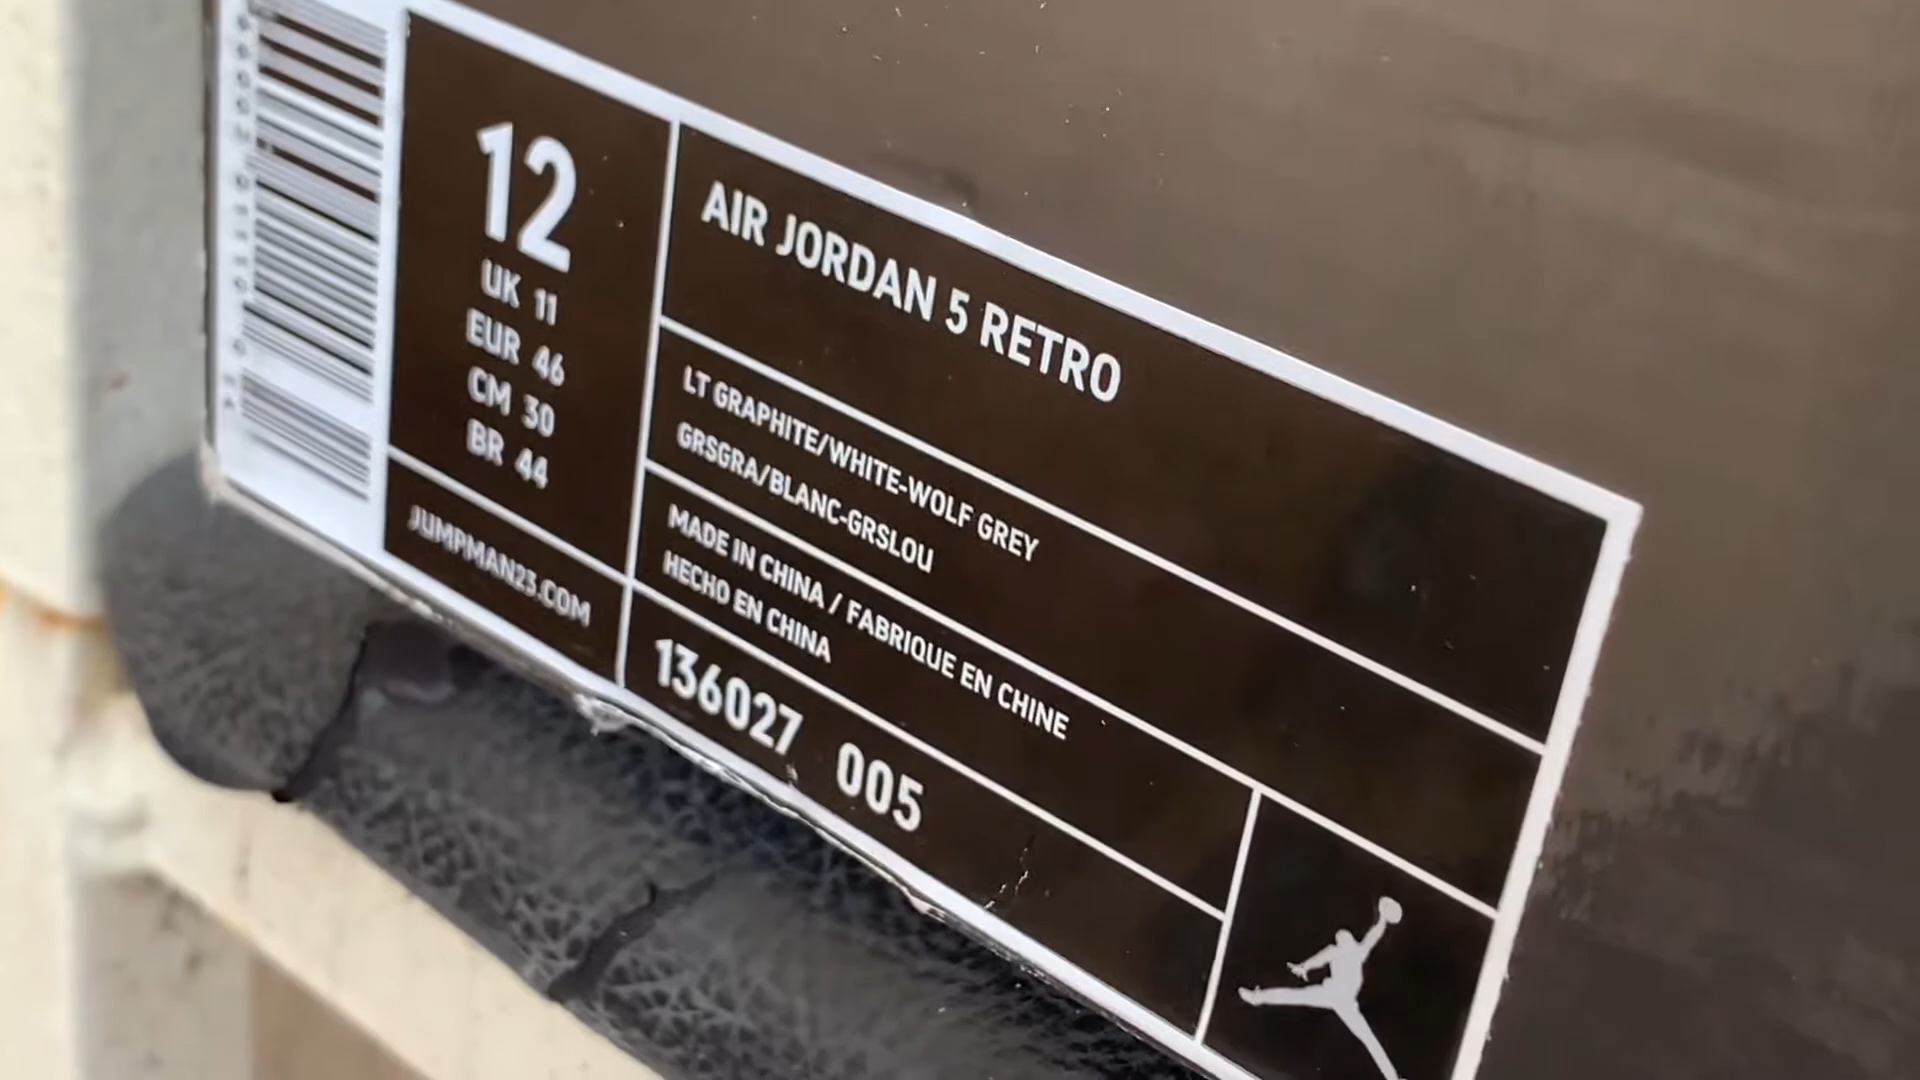 12
UK 11
EUR 46
CM 30
BR 44
JUMPMAN23.COM
AIR JORDAN 5 RETRO
LT GRAPHITE/WHITE-WOLF GREY
GRSGRA/BLANC-GRSLOU
MADE IN CHINA / FABRIQUE EN CHINE
HECHO EN CHINA
136027 005